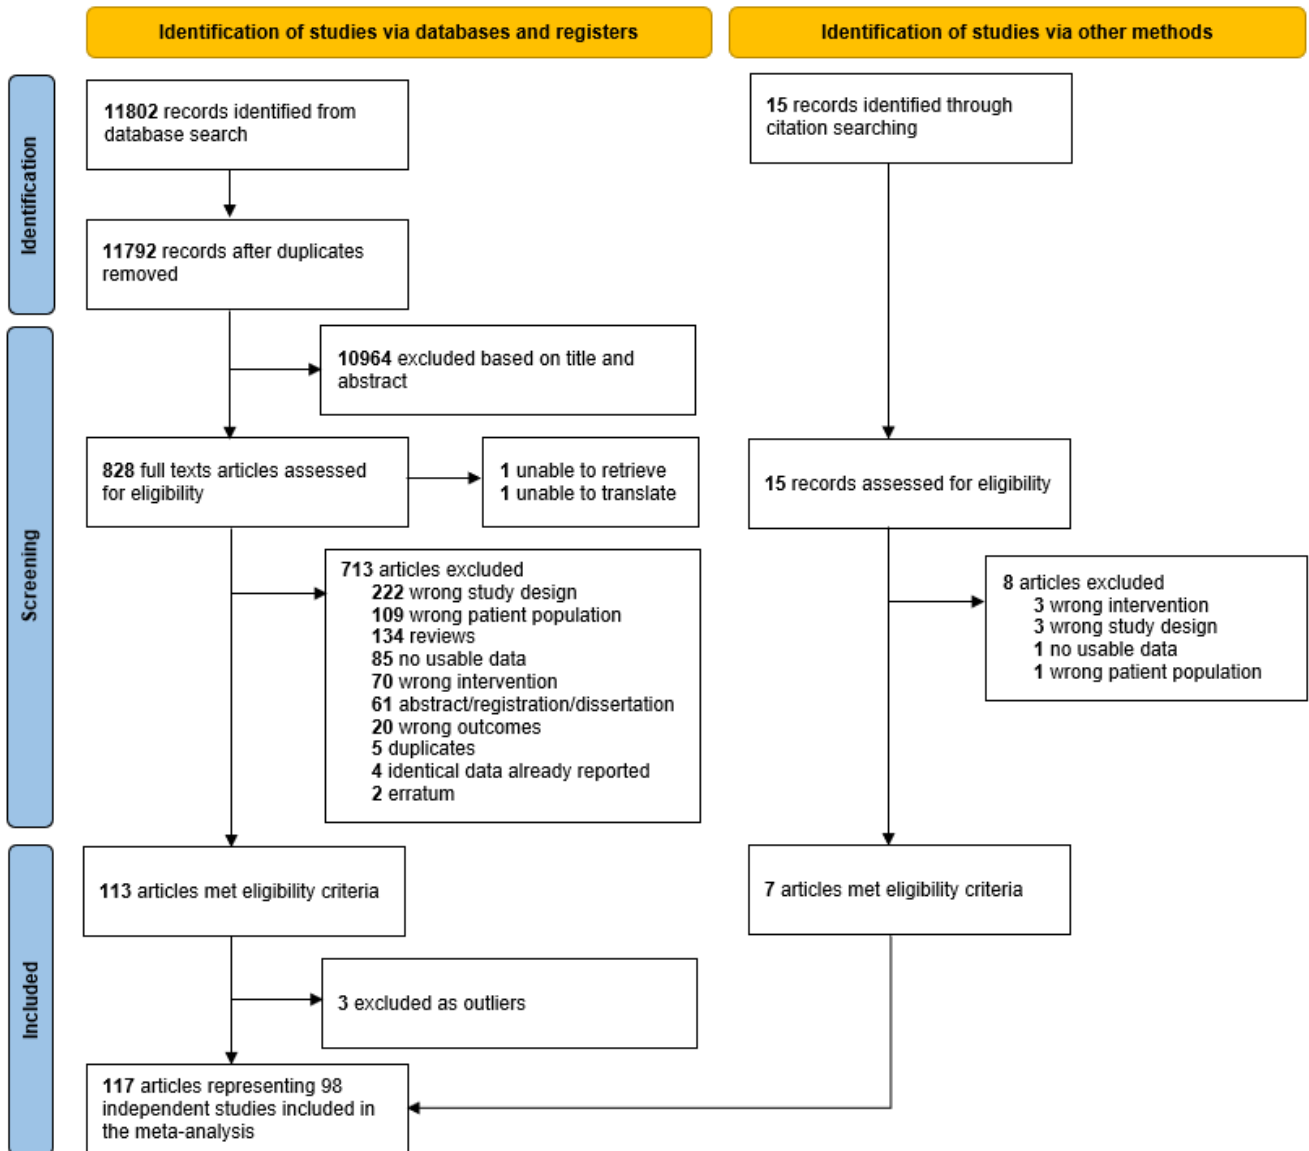 Identification of studies via databases and registers
Identification of studies via other methods
Identification
11802 records identified from
database search
15 records identified through
citation searching
11792 records after duplicates
removed
Screening
10964 excluded based on title and
abstract
828 full texts articles assessed
for eligibility
1 unable to retrieve
1 unable to translate
15 records assessed for eligibility
713 articles excluded
222 wrong study design
109 wrong patient population
134 reviews
85 no usable data
70 wrong intervention
61 abstract/registration/dissertation
20 wrong outcomes
5 duplicates
4 identical data already reported
2 erratum
8 articles excluded
3 wrong intervention
3 wrong study design
1 no usable data
1 wrong patient population
Included
113 articles met eligibility criteria
7 articles met eligibility criteria
3 excluded as outliers
117 articles representing 98
independent studies included in
the meta-analysis